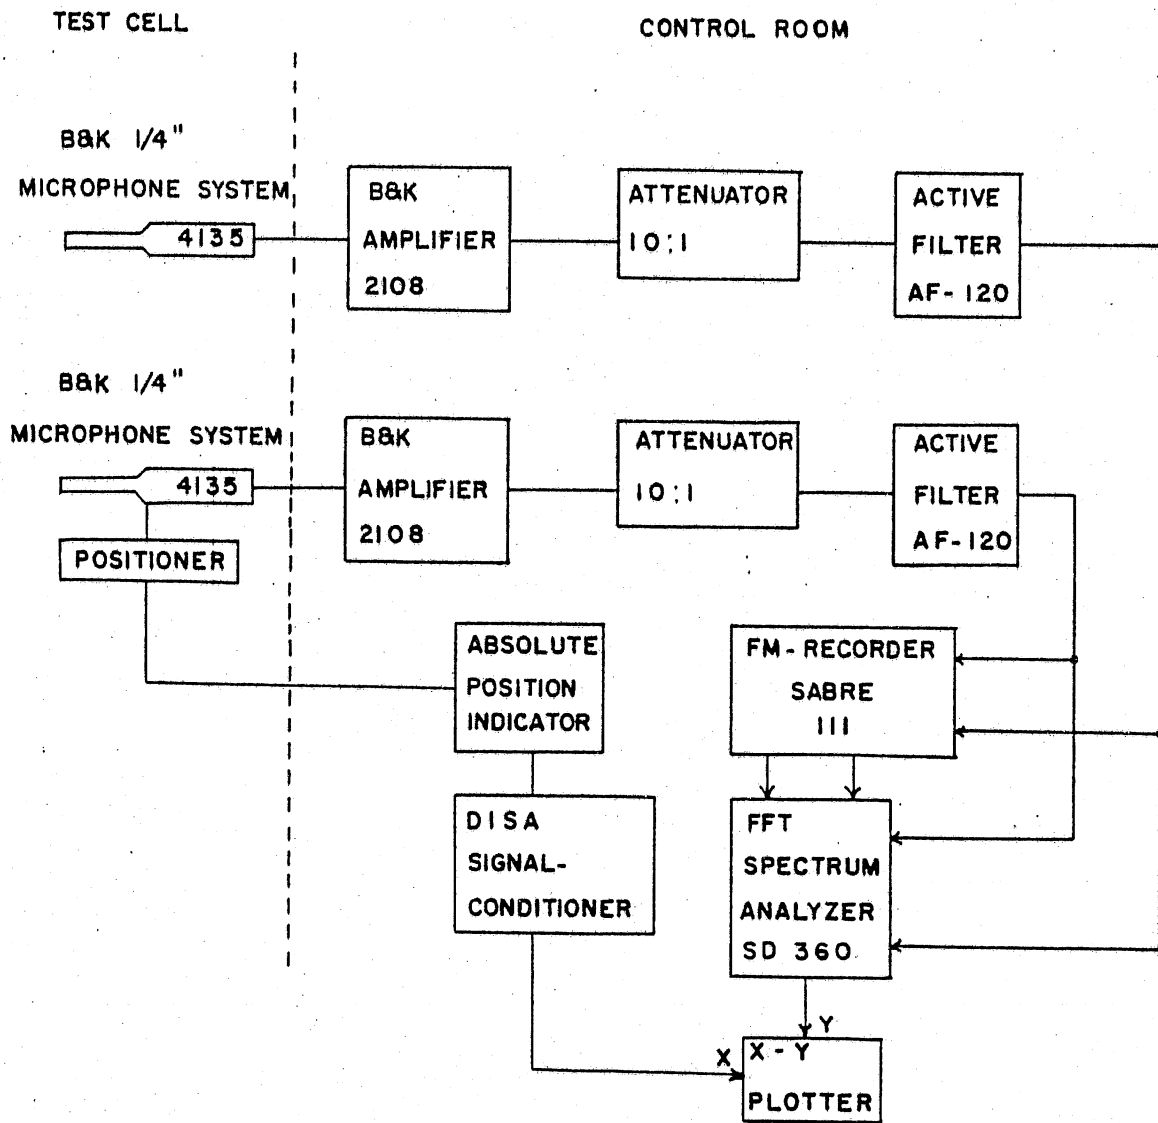 TEST CELL
CONTROL ROOM
B&K 1/4"
MICROPHONE SYSTEM
4135
B&K
AMPLIFIER
2108
ATTENUATOR
10:1
ACTIVE
FILTER
AF-120
B&K 1/4"
MICROPHONE SYSTEM
4135
POSITIONER
B&K
AMPLIFIER
2108
ATTENUATOR
10:1
ACTIVE
FILTER
AF-120
ABSOLUTE
POSITION
INDICATOR
FM-RECORDER
SABRE
III
DISA
SIGNAL-
CONDITIONER
FFT
SPECTRUM
ANALYZER
SD 360
Y
X
X-Y
PLOTTER